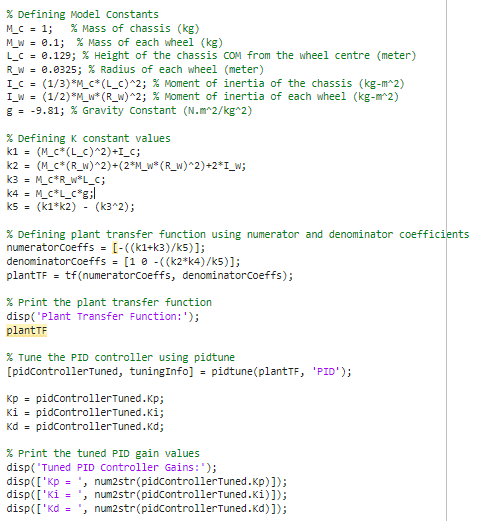 % Defining Model Constants
M_C = 1;   % Mass of chassis (kg)
M_w = 0.1;  % Mass of each wheel (kg)
L_C = 0.129; % Height of the chassis COM from the wheel centre (meter)
R_w = 0.0325; % Radius of each wheel (meter)
I_C = (1/3)*M_C*(L_C)^2; % Moment of inertia of the chassis (kg-m^2)
I_w = (1/2)*M_w*(R_w)^2; % Moment of inertia of each wheel (kg-m^2)
g = -9.81; % Gravity Constant (N.m^2/kg^2)
% Defining K constant values
k1 = (M_C*(L_C)^2)+I_C;
k2 = (M_C*(R_w)^2)+(2*M_w*(R_w)^2)+2*I_w;
k3 = M_C*R_w*L_C;
k4 = M_C*L_C*g;
k5 = (k1*k2) - (k3^2);
% Defining plant transfer function using numerator and denominator coefficients
numeratorCoeffs = [-((k1+k3)/k5)];
denominatorCoeffs = [1 0 -((k2*k4)/k5)];
plantTF = tf(numeratorCoeffs, denominatorCoeffs);
% Print the plant transfer function
disp('Plant Transfer Function:');
plantTF
% Tune the PID controller using pidtune
[pidControllerTuned, tuningInfo] = pidtune(plantTF, 'PID');
Kp = pidControllerTuned.Kp;
Ki = pidControllerTuned.Ki;
Kd = pidControllerTuned.Kd;
% Print the tuned PID gain values
disp('Tuned PID Controller Gains:');
disp(['Kp = ', num2str(pidControllerTuned.Kp)]);
disp(['Ki = ', num2str(pidControllerTuned.Ki)]);
disp(['Kd = ', num2str(pidControllerTuned.Kd)]);